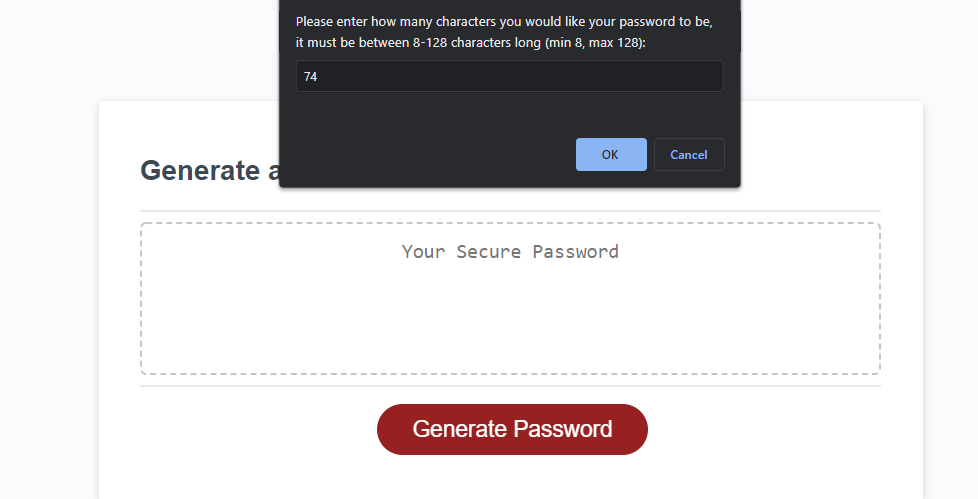 Please enter how many characters you would like your password to be,
it must be between 8-128 characters long (min 8, max 128):
74
OK
Cancel
Generate a
Your Secure Password
Generate Password